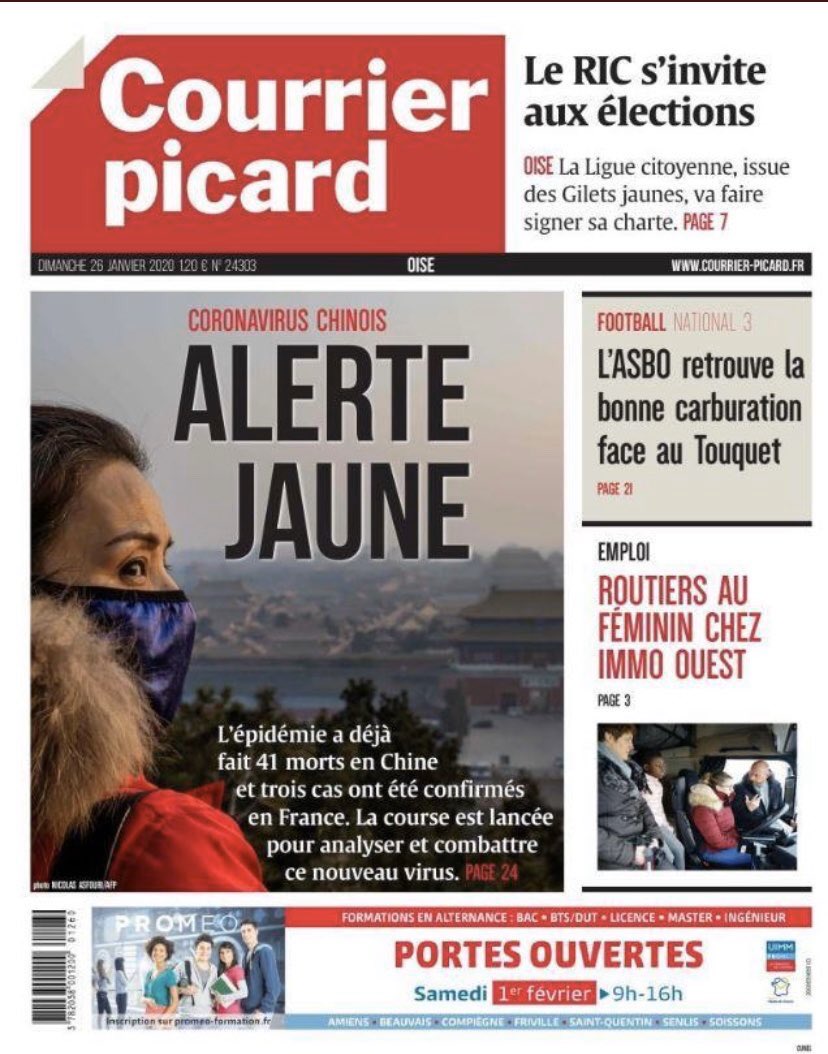 Courrier
picard
Le RIC s’invite
aux élections
OISE La Ligue citoyenne, issue
des Gilets jaunes, va faire
signer sa charte. PAGE 7
DIMANCHE 26 JANVIER 2020 1,20 € N° 24303
OISE
WWW.COURRIER-PICARD.FR
CORONAVIRUS CHINOIS
ALERTE
JAUNE
L’épidémie a déjà
fait 41 morts en Chine
et trois cas ont été confirmés
en France. La course est lancée
pour analyser et combattre
ce nouveau virus. PAGE 24
photo NICOLAS ASFOURI/AFP
FOOTBALL NATIONAL 3
L’ASBO retrouve la
bonne carburation
face au Touquet
PAGE 21
EMPLOI
ROUTIERS AU
FÉMININ CHEZ
IMMO OUEST
PAGE 3
PROMEO
Inscription sur promeo-formation.fr
FORMATIONS EN ALTERNANCE : BAC • BTS/DUT • LICENCE • MASTER • INGÉNIEUR
PORTES OUVERTES
Samedi 1er février 9h-16h
AMIENS • BEAUVAIS • COMPIÈGNE • FRIVILLE • SAINT-QUENTIN • SENLIS • SOISSONS
UIMM